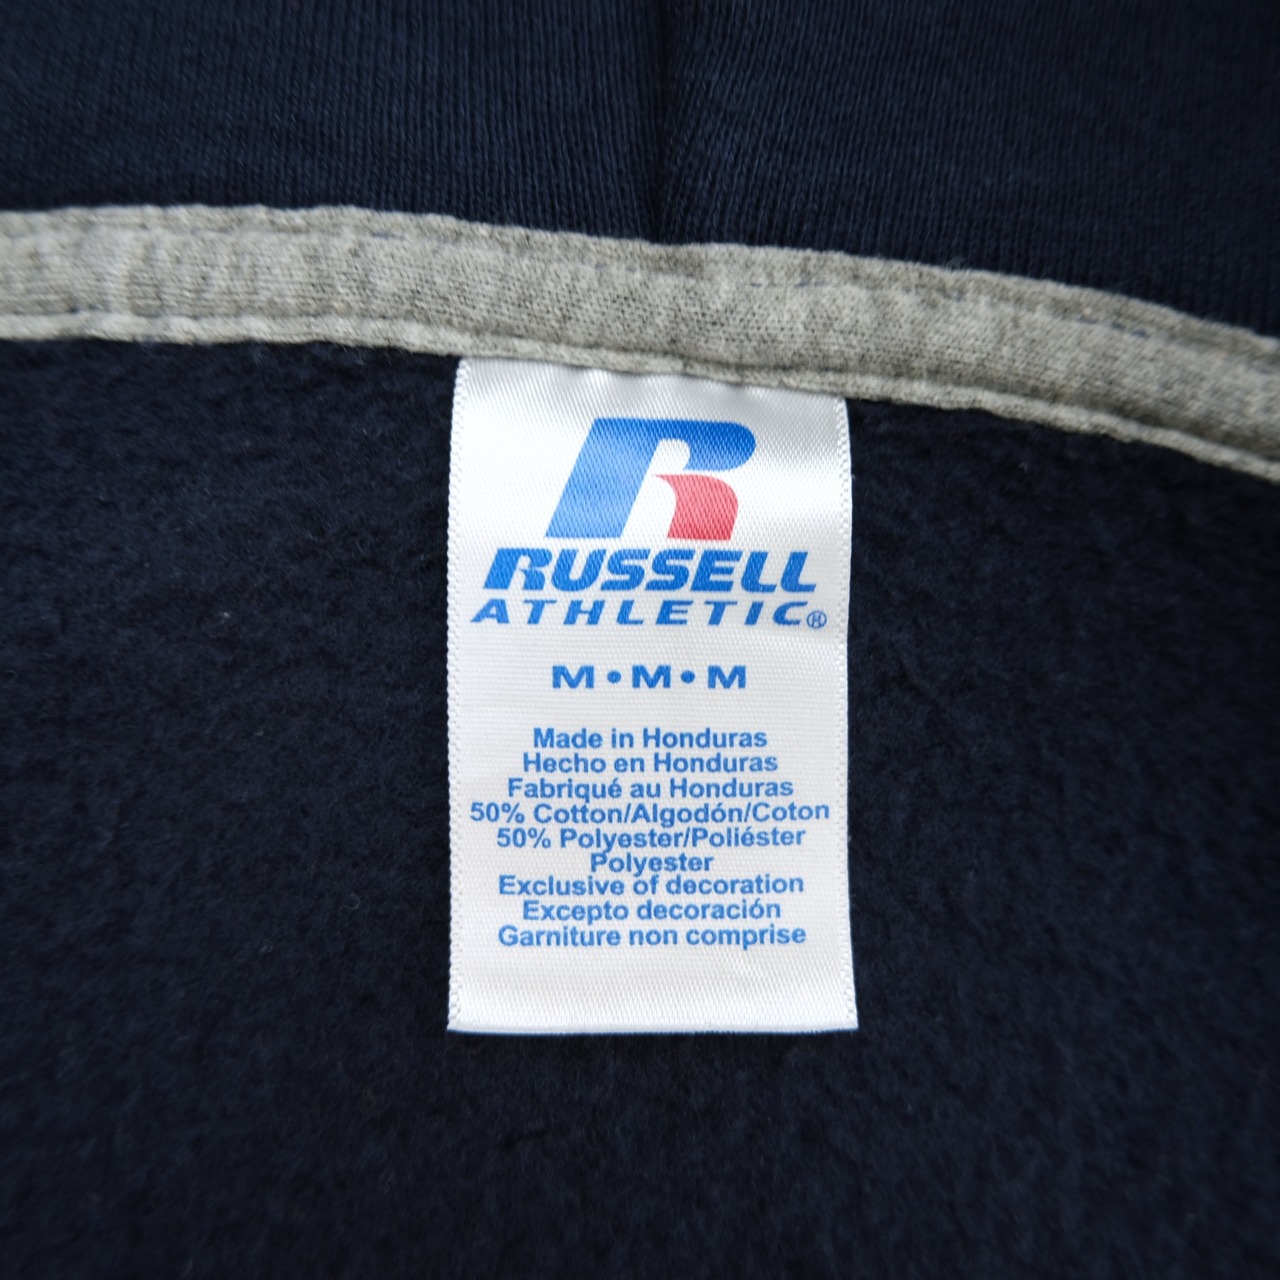 R
RUSSELL
ATHLETIC®
M•M•M
Made in Honduras
Hecho en Honduras
Fabriqué au Honduras
50% Cotton/Algodón/Coton
50% Polyester/Poliéster
Polyester
Exclusive of decoration
Excepto decoración
Garniture non comprise